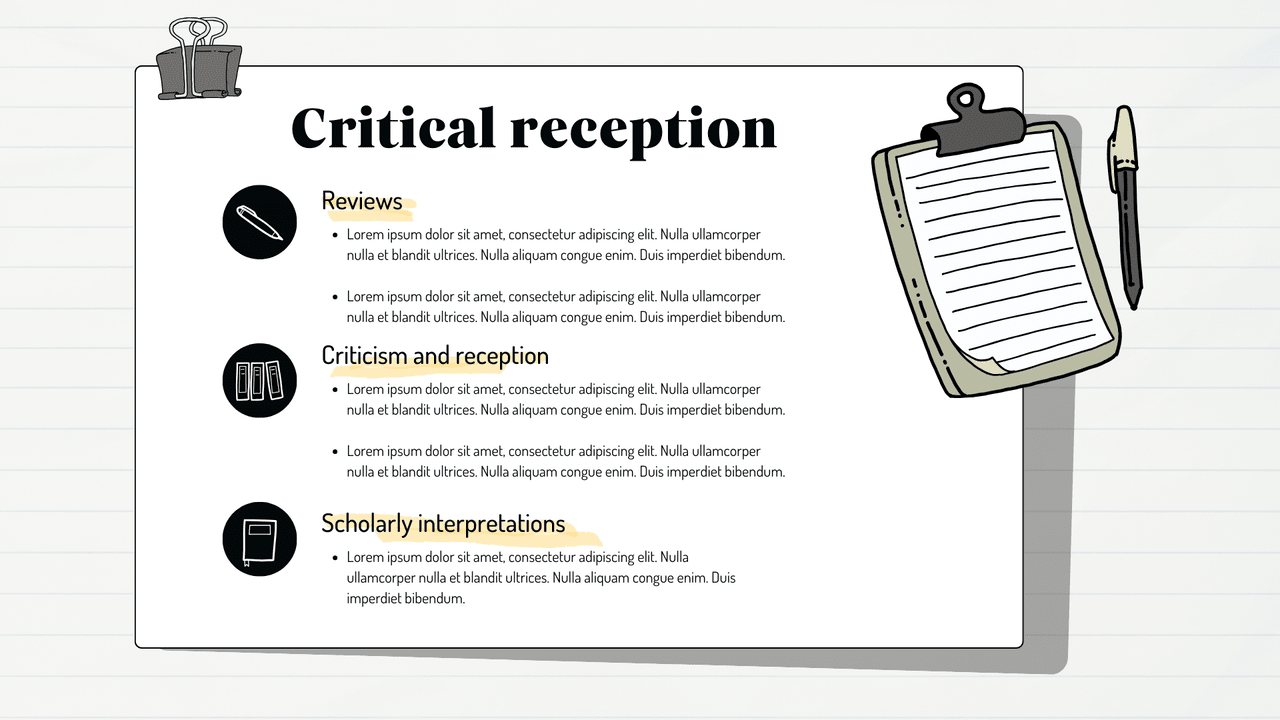 Critical reception
Reviews
• Lorem ipsum dolor sit amet, consectetur adipiscing elit. Nulla ullamcorper
nulla et blandit ultrices. Nulla aliquam congue enim. Duis imperdiet bibendum.
• Lorem ipsum dolor sit amet, consectetur adipiscing elit. Nulla ullamcorper
nulla et blandit ultrices. Nulla aliquam congue enim. Duis imperdiet bibendum.
Criticism and reception
• Lorem ipsum dolor sit amet, consectetur adipiscing elit. Nulla ullamcorper
nulla et blandit ultrices. Nulla aliquam congue enim. Duis imperdiet bibendum.
• Lorem ipsum dolor sit amet, consectetur adipiscing elit. Nulla ullamcorper
nulla et blandit ultrices. Nulla aliquam congue enim. Duis imperdiet bibendum.
Scholarly interpretations
• Lorem ipsum dolor sit amet, consectetur adipiscing elit. Nulla
ullamcorper nulla et blandit ultrices. Nulla aliquam congue enim. Duis
imperdiet bibendum.